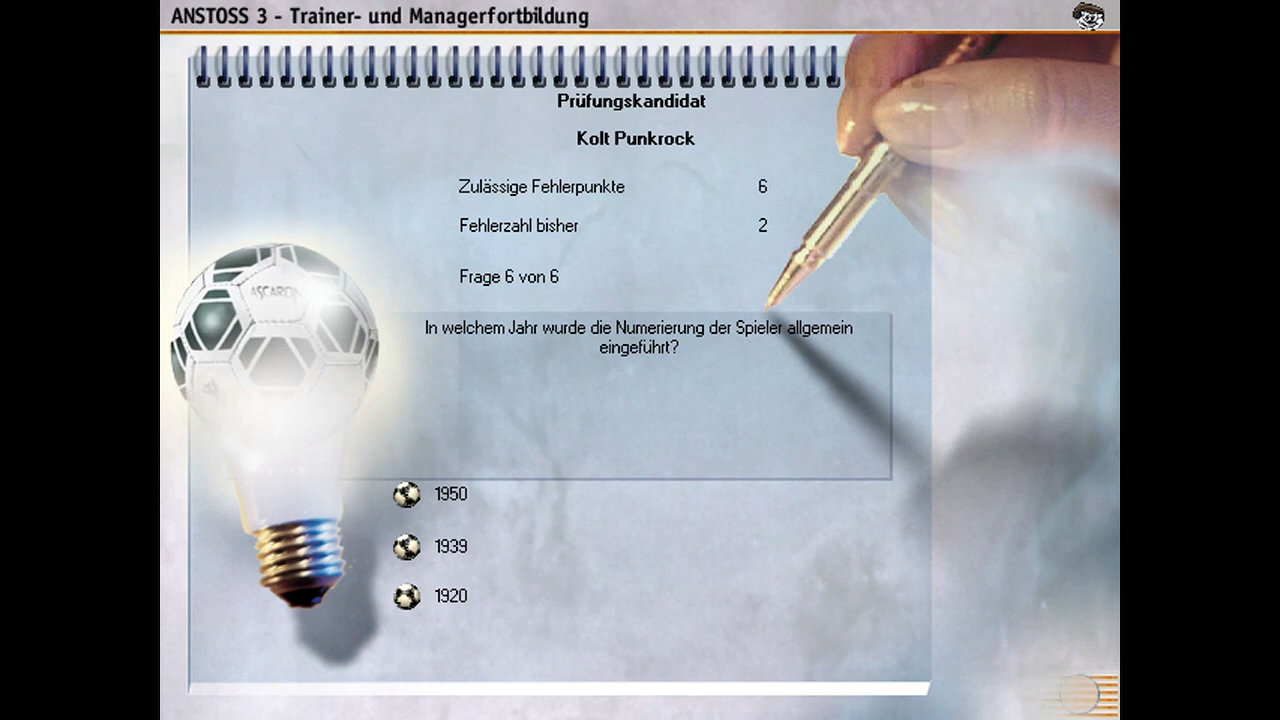 ANSTOSS 3 - Trainer- und Managerfortbildung
Prüfungskandidat
Kolt Punkrock
Zulässige Fehlerpunkte 6
Fehlerzahl bisher 2
Frage 6 von 6
ASCARON
In welchem Jahr wurde die Numerierung der Spieler allgemein
eingeführt?
1950
1939
1920